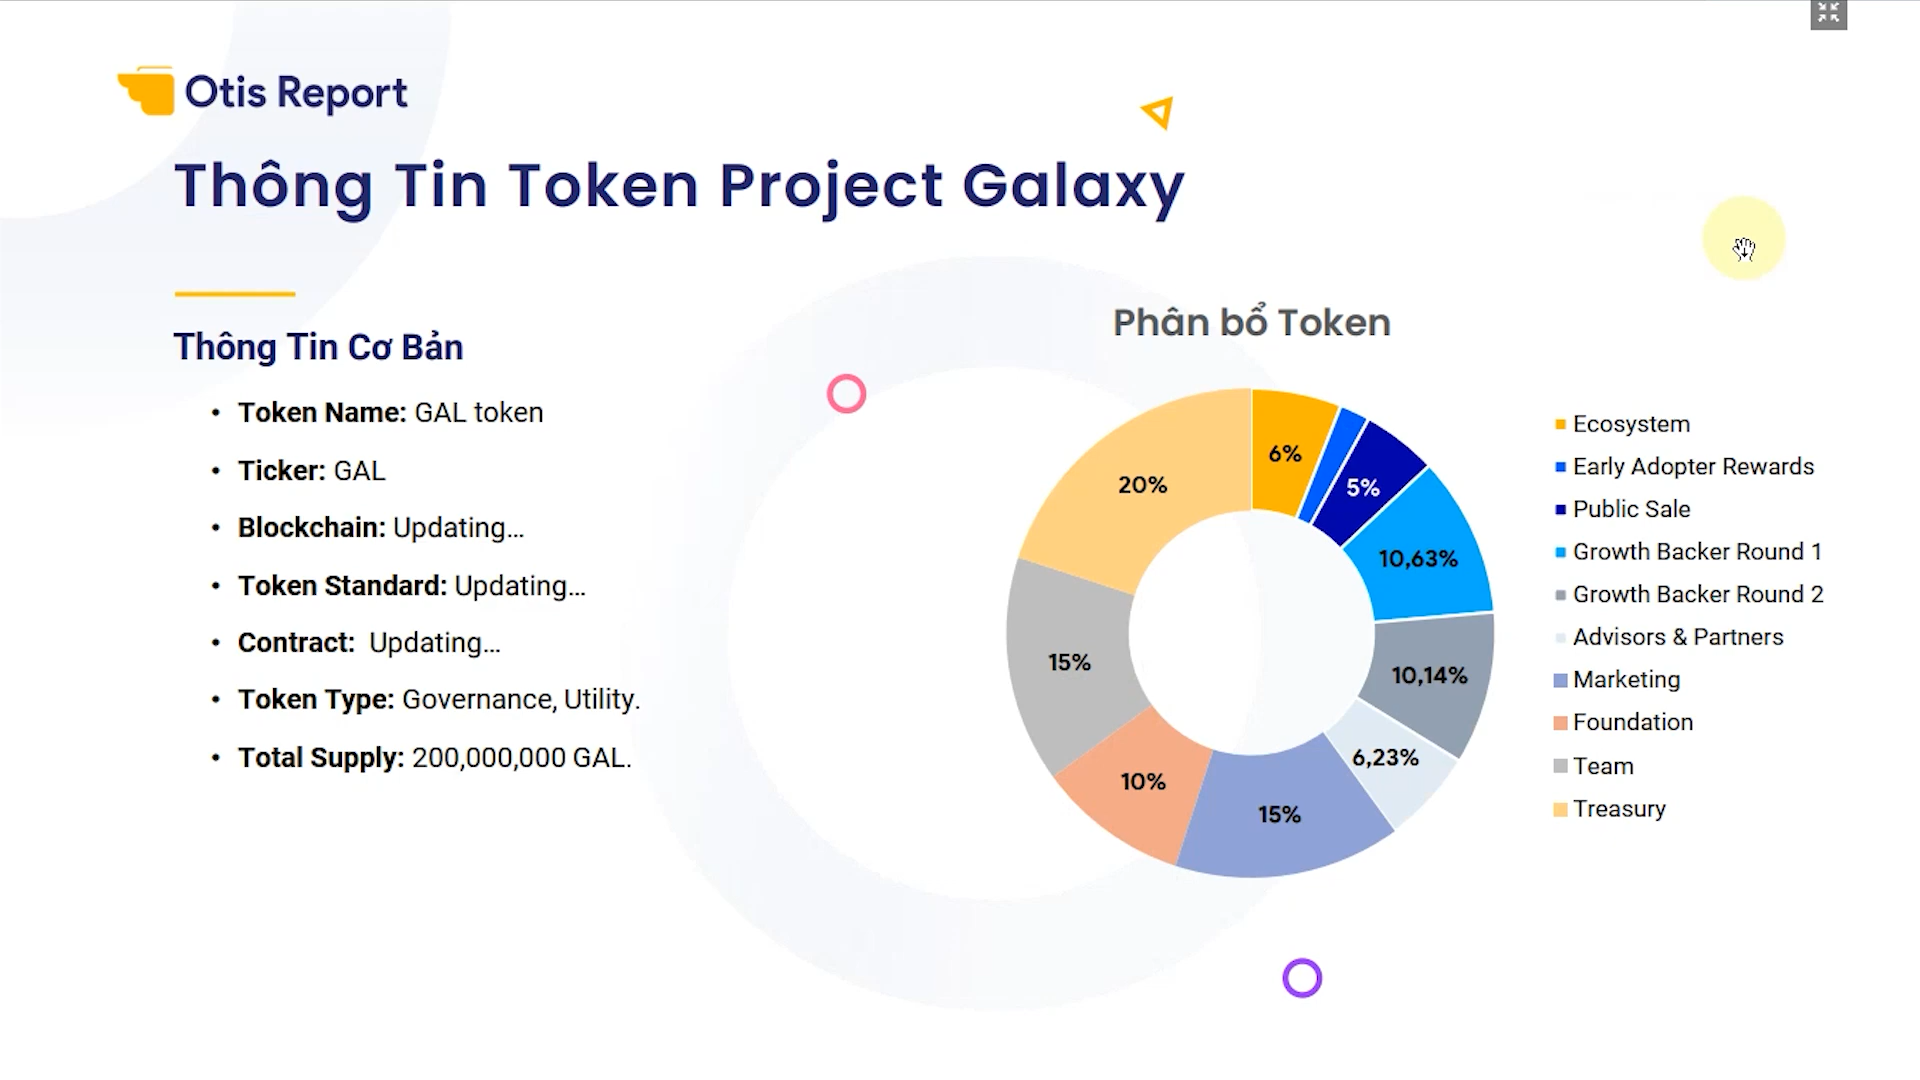 Otis Report
Thông Tin Token Project Galaxy
Thông Tin Cơ Bản
• Token Name: GAL token
• Ticker: GAL
• Blockchain: Updating...
• Token Standard: Updating...
• Contract: Updating...
• Token Type: Governance, Utility.
• Total Supply: 200,000,000 GAL.
Phân bổ Token
6%
5%
10,63%
10,14%
6,23%
15%
10%
15%
20%
Ecosystem
Early Adopter Rewards
Public Sale
Growth Backer Round 1
Growth Backer Round 2
Advisors & Partners
Marketing
Foundation
Team
Treasury